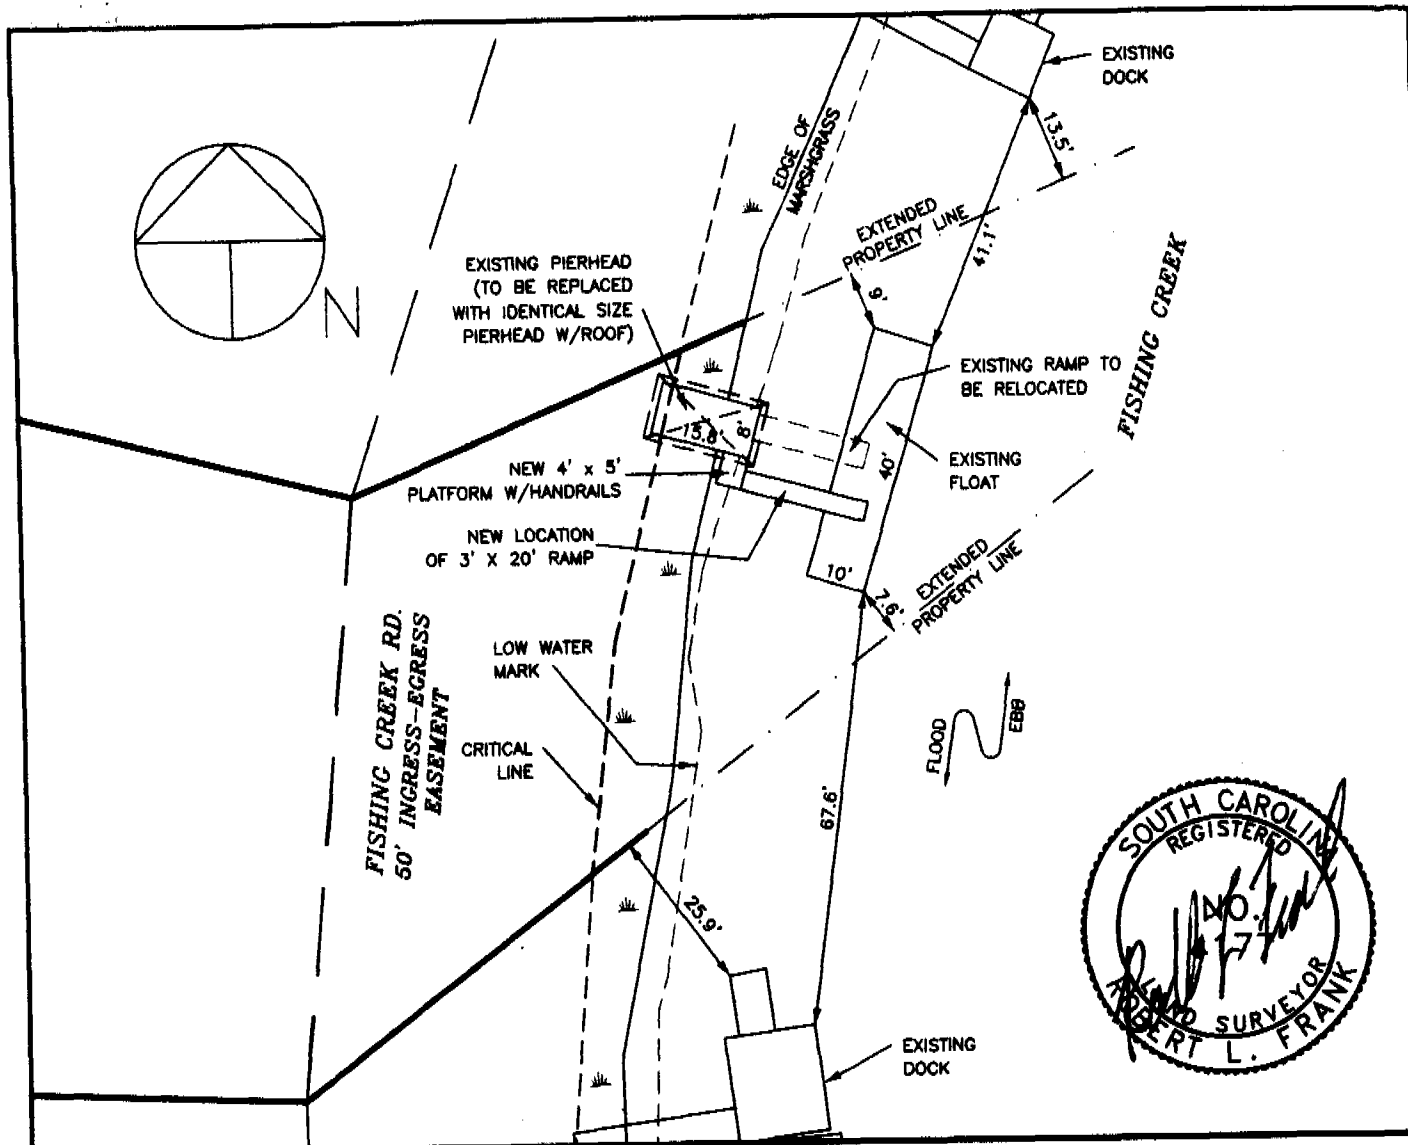 EXISTING
DOCK
13.5'
EDGE OF
MARSHGRASS
EXTENDED
PROPERTY LINE
41.1'
9'
FISHING CREEK
N
EXISTING PIERHEAD
(TO BE REPLACED
WITH IDENTICAL SIZE
PIERHEAD W/ROOF)
EXISTING RAMP TO
BE RELOCATED
15.8'
8'
40'
EXISTING
FLOAT
NEW 4' x 5'
PLATFORM W/HANDRAILS
NEW LOCATION
OF 3' X 20' RAMP
10'
7.6'
EXTENDED
PROPERTY LINE
FISHING CREEK RD.
50' INGRESS-EGRESS
EASEMENT
LOW WATER
MARK
CRITICAL
LINE
FLOOD
EBB
67.6'
25.9'
EXISTING
DOCK
SOUTH CAROLINA
REGISTERED
NO.
LAND SURVEYOR
ROBERT L. FRANK